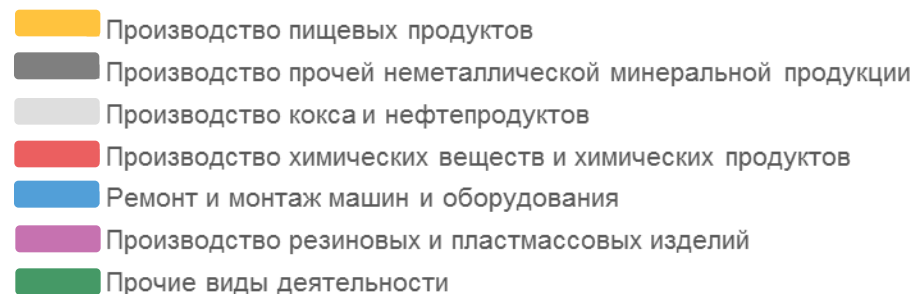 Производство пищевых продуктов
Производство прочей неметаллической минеральной продукции
Производство кокса и нефтепродуктов
Производство химических веществ и химических продуктов
Ремонт и монтаж машин и оборудования
Производство резиновых и пластмассовых изделий
Прочие виды деятельности